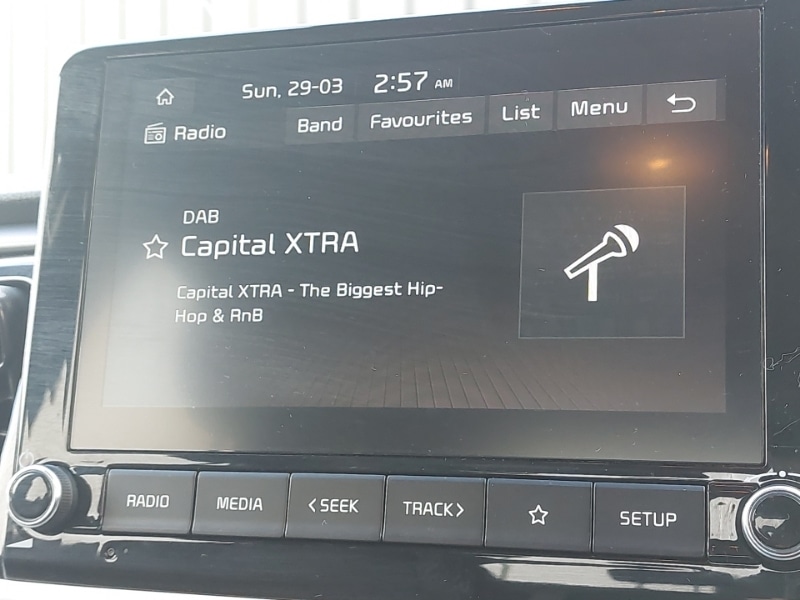 Sun, 29-03 2:57 AM
Radio Band Favourites List Menu
DAB
Capital XTRA
Capital XTRA - The Biggest Hip-
Hop & RnB
RADIO MEDIA < SEEK TRACK > SETUP